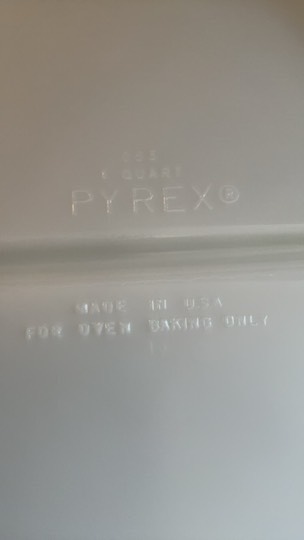 QUART
PYREX®
MADE IN USA
FOR OVEN BAKING ONLY